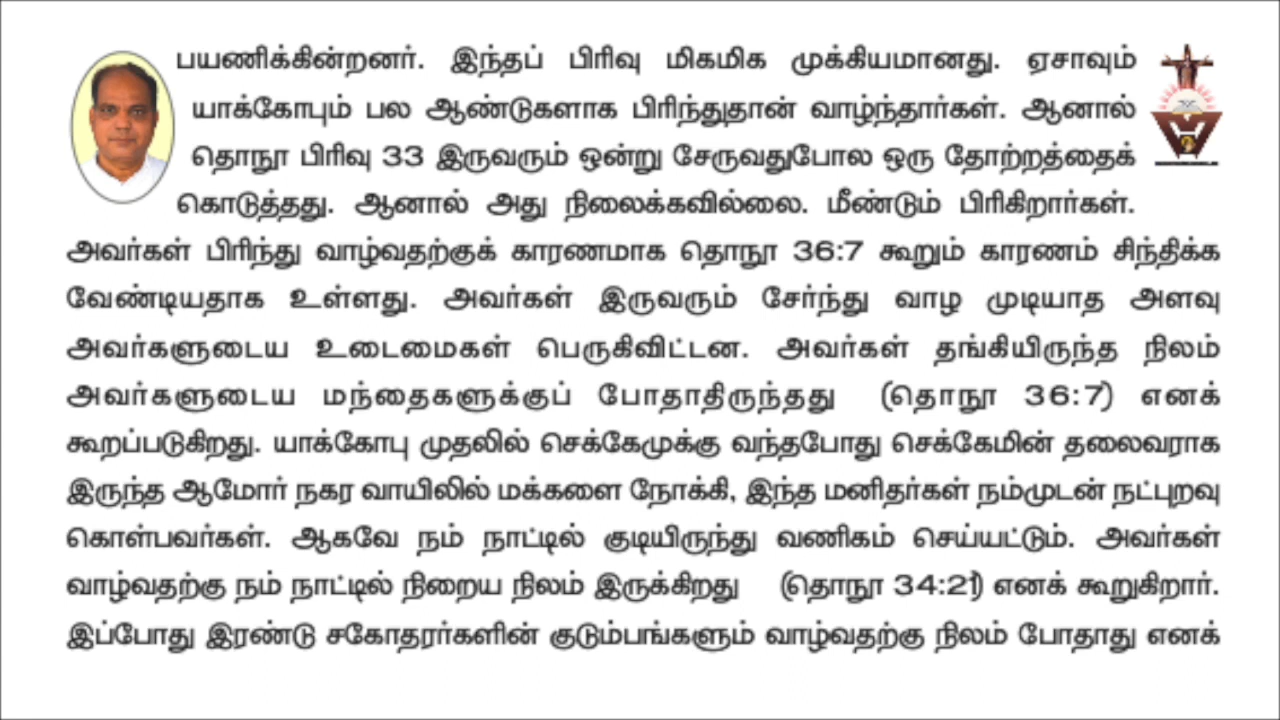 பயணிக்கின்றனர். இந்தப் பிரிவு மிகமிக முக்கியமானது. ஏசாவும்
யாக்கோபும் பல ஆண்டுகளாக பிரிந்துதான் வாழ்ந்தார்கள். ஆனால்
தொநூ பிரிவு 33 இருவரும் ஒன்று சேருவதுபோல ஒரு தோற்றத்தைக்
கொடுத்தது. ஆனால் அது நிலைக்கவில்லை. மீண்டும் பிரிகிறார்கள்.
அவர்கள் பிரிந்து வாழ்வதற்குக் காரணமாக தொநூ 36:7 கூறும் காரணம் சிந்திக்க
வேண்டியதாக உள்ளது. அவர்கள் இருவரும் சேர்ந்து வாழ முடியாத அளவு
அவர்களுடைய உடைமைகள் பெருகிவிட்டன. அவர்கள் தங்கியிருந்த நிலம்
அவர்களுடைய மந்தைகளுக்குப் போதாதிருந்தது (தொநூ 36:7) எனக்
கூறப்படுகிறது. யாக்கோபு முதலில் செக்கேமுக்கு வந்தபோது செக்கேமின் தலைவராக
இருந்த ஆமோர் நகர வாயிலில் மக்களை நோக்கி, இந்த மனிதர்கள் நம்முடன் நட்புறவு
கொள்பவர்கள். ஆகவே நம் நாட்டில் குடியிருந்து வணிகம் செய்யட்டும். அவர்கள்
வாழ்வதற்கு நம் நாட்டில் நிறைய நிலம் இருக்கிறது (தொநூ 34:21) எனக் கூறுகிறார்.
இப்போது இரண்டு சகோதரர்களின் குடும்பங்களும் வாழ்வதற்கு நிலம் போதாது எனக்